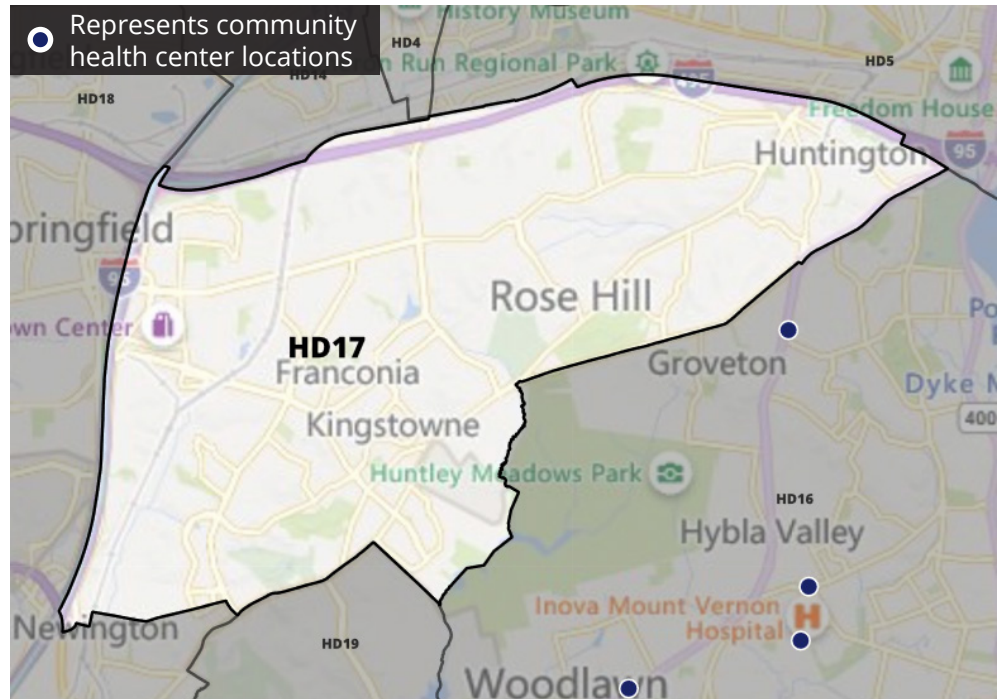 Represents community
health center locations
History Museum
HD4
n Run Regional Park
HD5
HD14
495
HD18
Freedom House
Huntington
95
pringfield
95
Rose Hill
own Center
HD17
Groveton
Franconia
Dyke M
400
Kingstowne
Huntley Meadows Park
HD16
Hybla Valley
Inova Mount Vernon
Hospital
H
Newington
HD19
Woodlawn